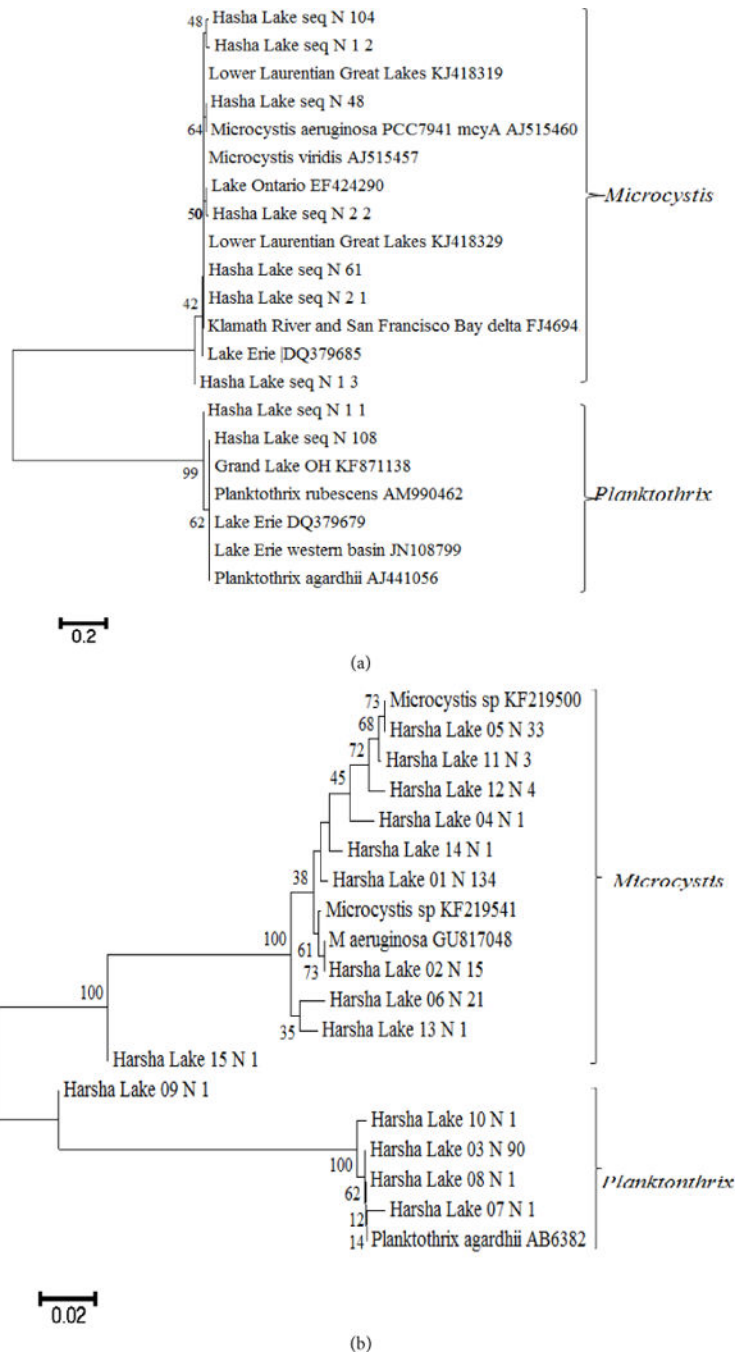 48
Hasha Lake seq N 104
Hasha Lake seq N 1 2
Lower Laurentian Great Lakes KJ418319
Hasha Lake seq N 48
64
Microcystis aeruginosa PCC7941 mcyA AJ515460
Microcystis viridis AJ515457
Lake Ontario EF424290
50
Hasha Lake seq N 2 2
Lower Laurentian Great Lakes KJ418329
Hasha Lake seq N 61
Hasha Lake seq N 2 1
42
Klamath River and San Francisco Bay delta FJ4694
Lake Erie |DQ379685
Hasha Lake seq N 1 3
Microcystis
Hasha Lake seq N 1 1
Hasha Lake seq N 108
99
Grand Lake OH KF871138
Planktothrix rubescens AM990462
62
Lake Erie DQ379679
Lake Erie western basin JN108799
Planktothrix agardhii AJ441056
Planktothrix
0.2
(a)
73
Microcystis sp KF219500
68
Harsha Lake 05 N 33
72
Harsha Lake 11 N 3
45
Harsha Lake 12 N 4
Harsha Lake 04 N 1
Harsha Lake 14 N 1
38
Harsha Lake 01 N 134
Microcystis sp KF219541
100
61
M aeruginosa GU817048
73
Harsha Lake 02 N 15
100
Harsha Lake 06 N 21
35
Harsha Lake 13 N 1
Harsha Lake 15 N 1
Microcystis
Harsha Lake 09 N 1
Harsha Lake 10 N 1
100
Harsha Lake 03 N 90
62
Harsha Lake 08 N 1
12
Harsha Lake 07 N 1
14
Planktothrix agardhii AB6382
Planktonthrix
0.02
(b)